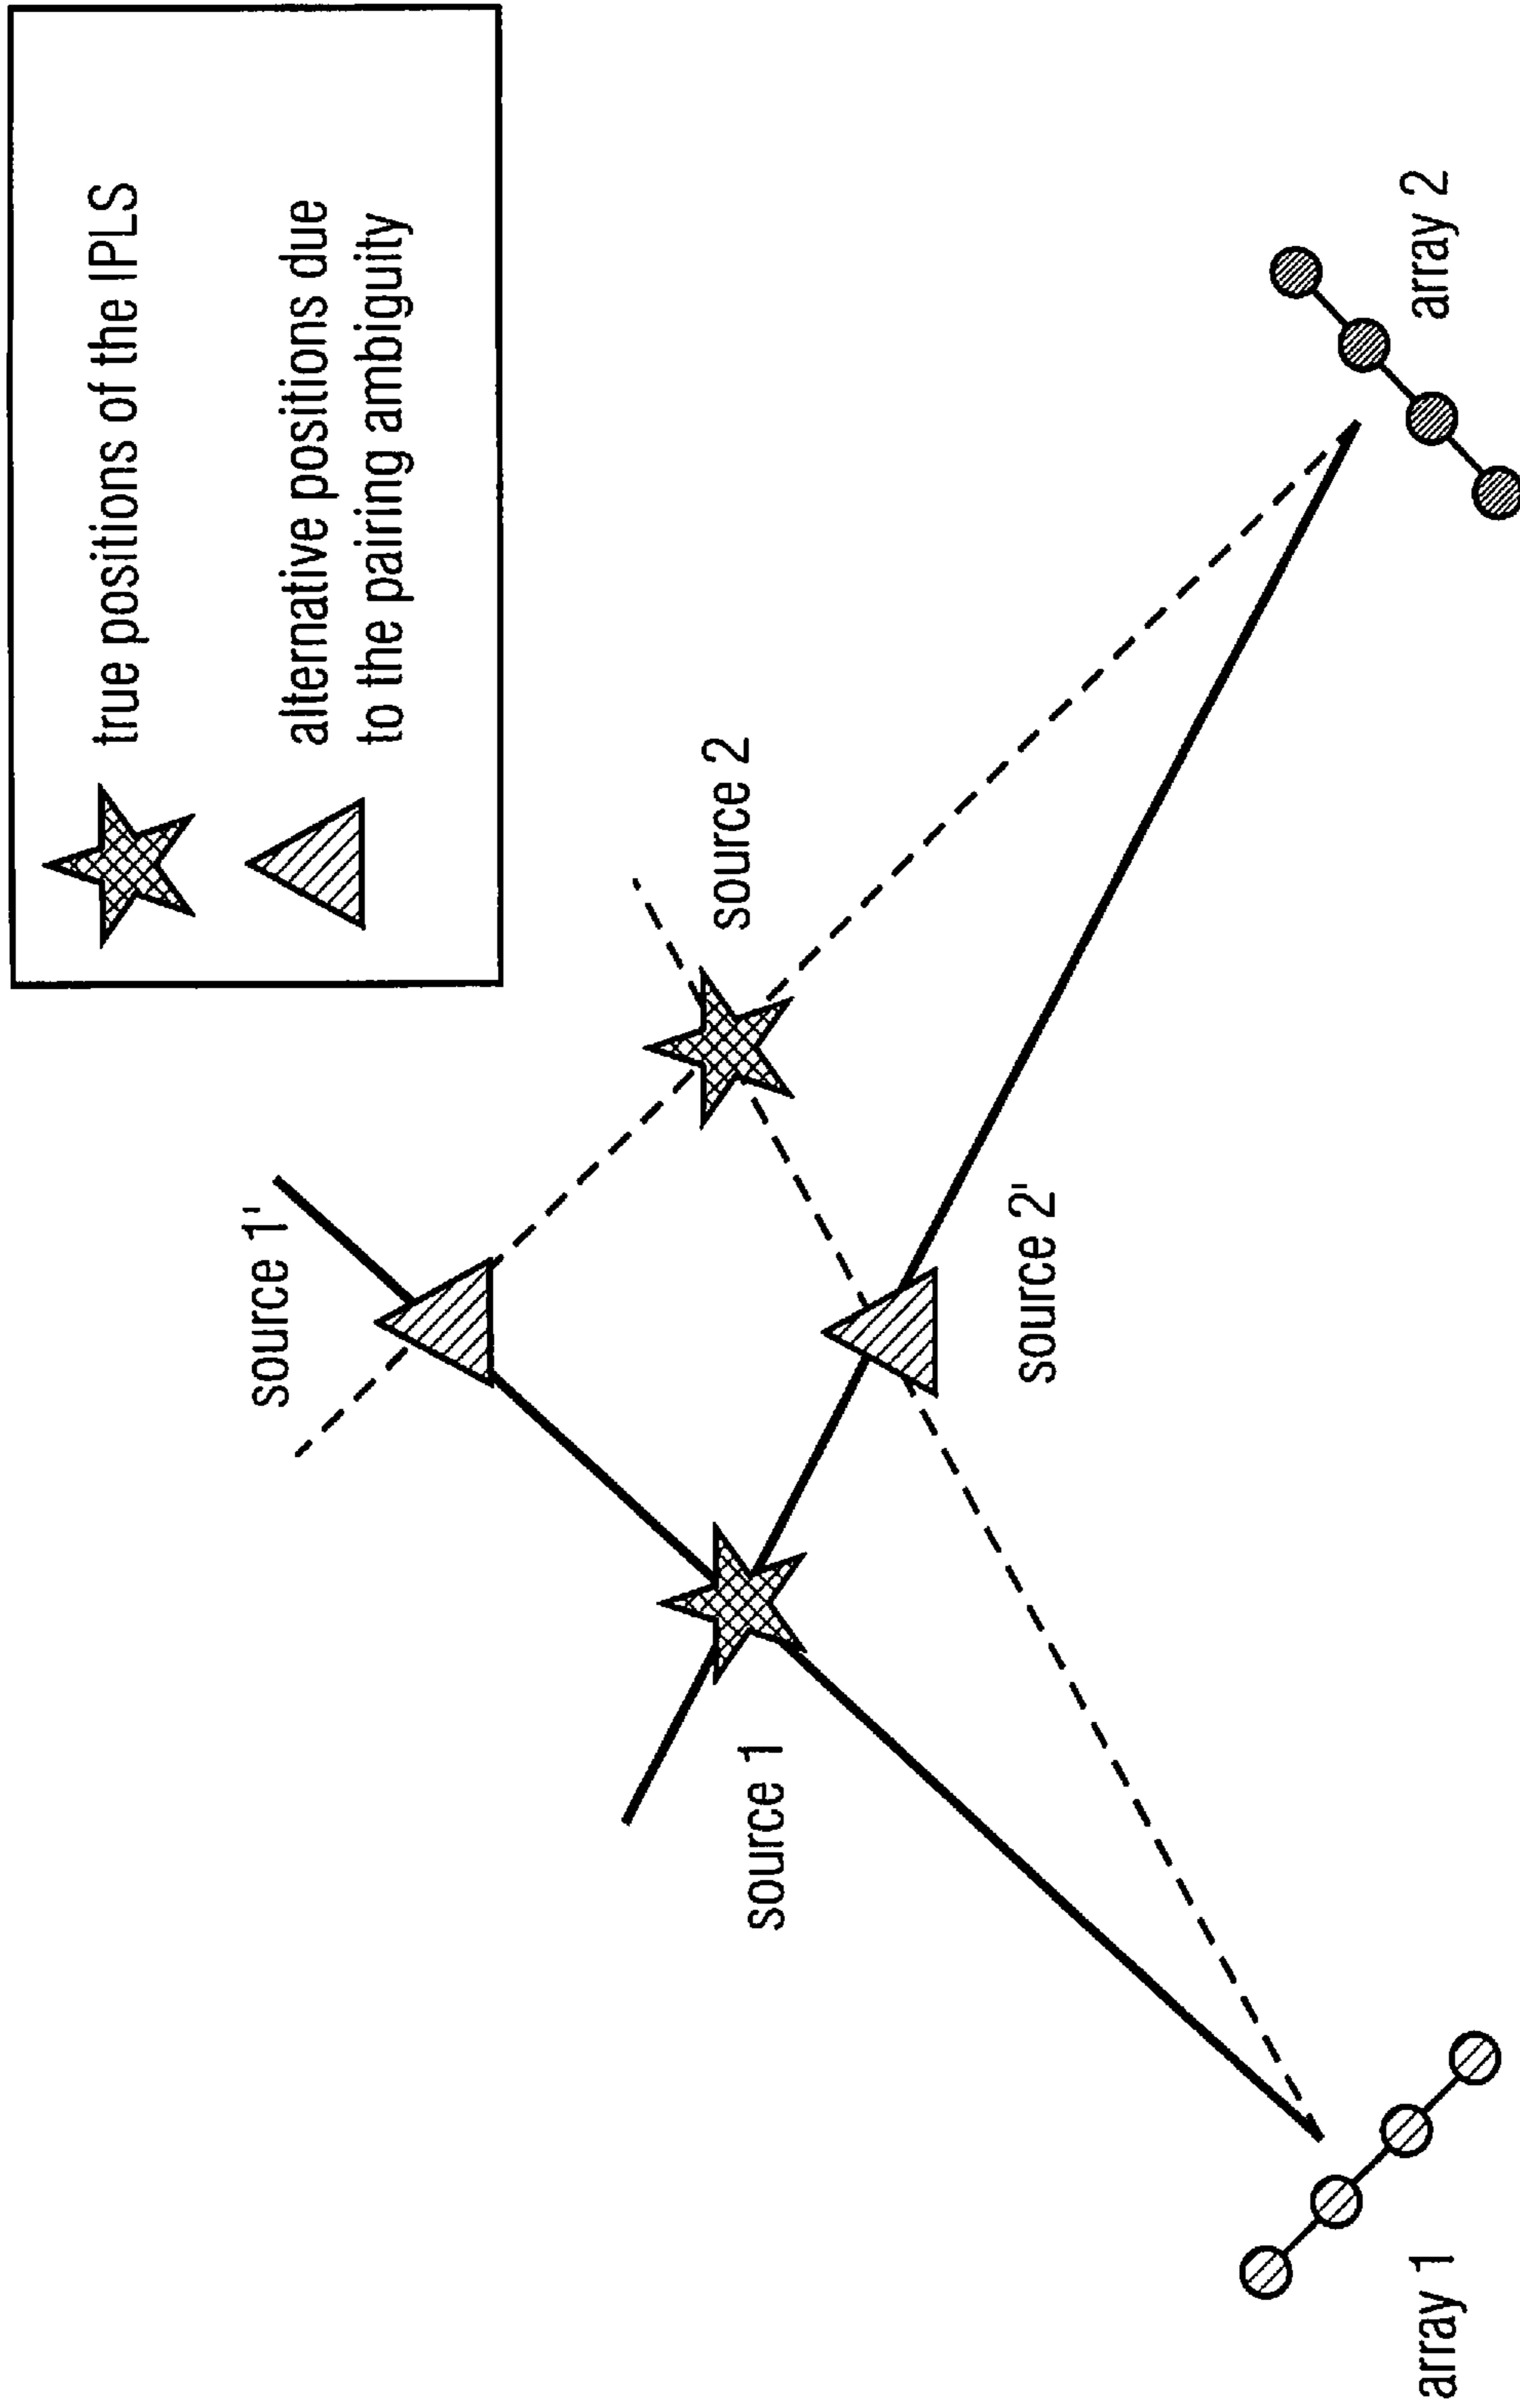 true positions of the IPLS
alternative positions due
to the pairing ambiguity
source 1'
source 2
source 1
source 2'
array 1
array 2